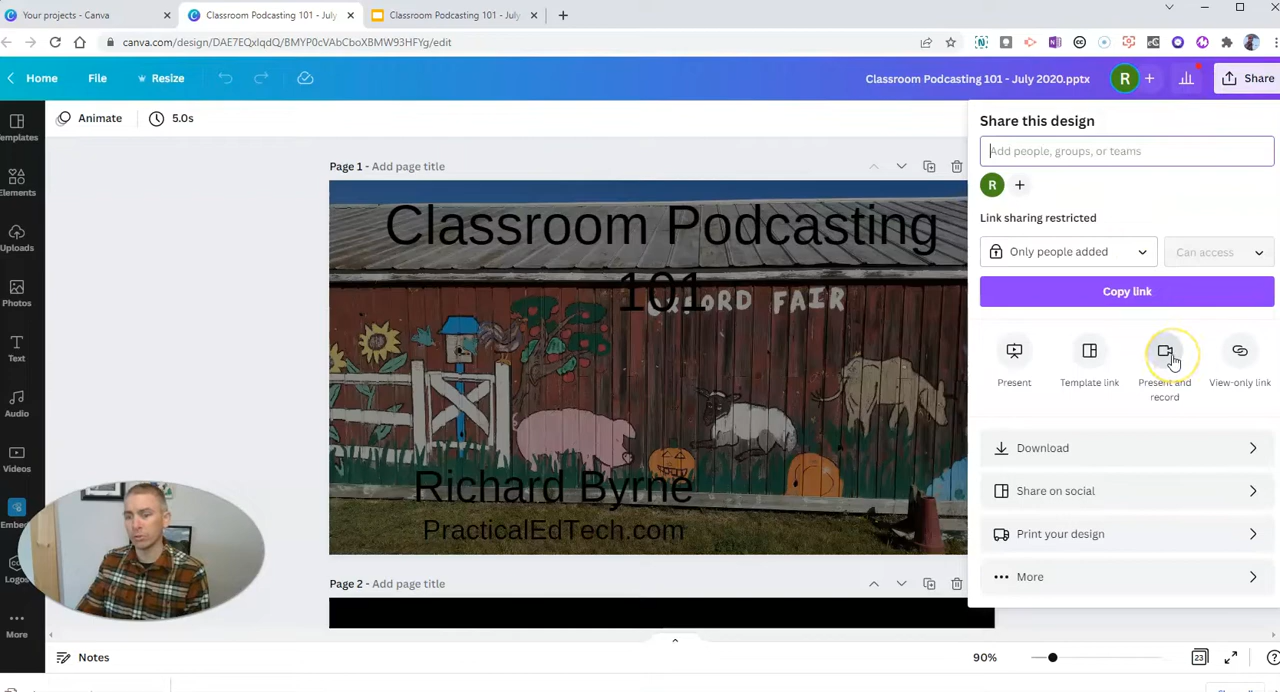 Your projects - Canva
Classroom Podcasting 101 - July
Classroom Podcasting 101 - July
canva.com/design/DAE7EQxlqdQ/BMYP0cVAbCboXBMW93HFYg/edit
Home
File
Resize
Classroom Podcasting 101 - July 2020.pptx
R
Share
Templates
Elements
Uploads
Photos
Text
Audio
Videos
Logos
More
Animate
5.0s
Page 1 - Add page title
Classroom Podcasting
101
FAIR
Richard Byrne
PracticalEdTech.com
Page 2 - Add page title
Share this design
Add people, groups, or teams
R
Link sharing restricted
Only people added
Can access
Copy link
Present
Template link
Present and
record
View-only link
Download
Share on social
Print your design
More
Notes
90%
23